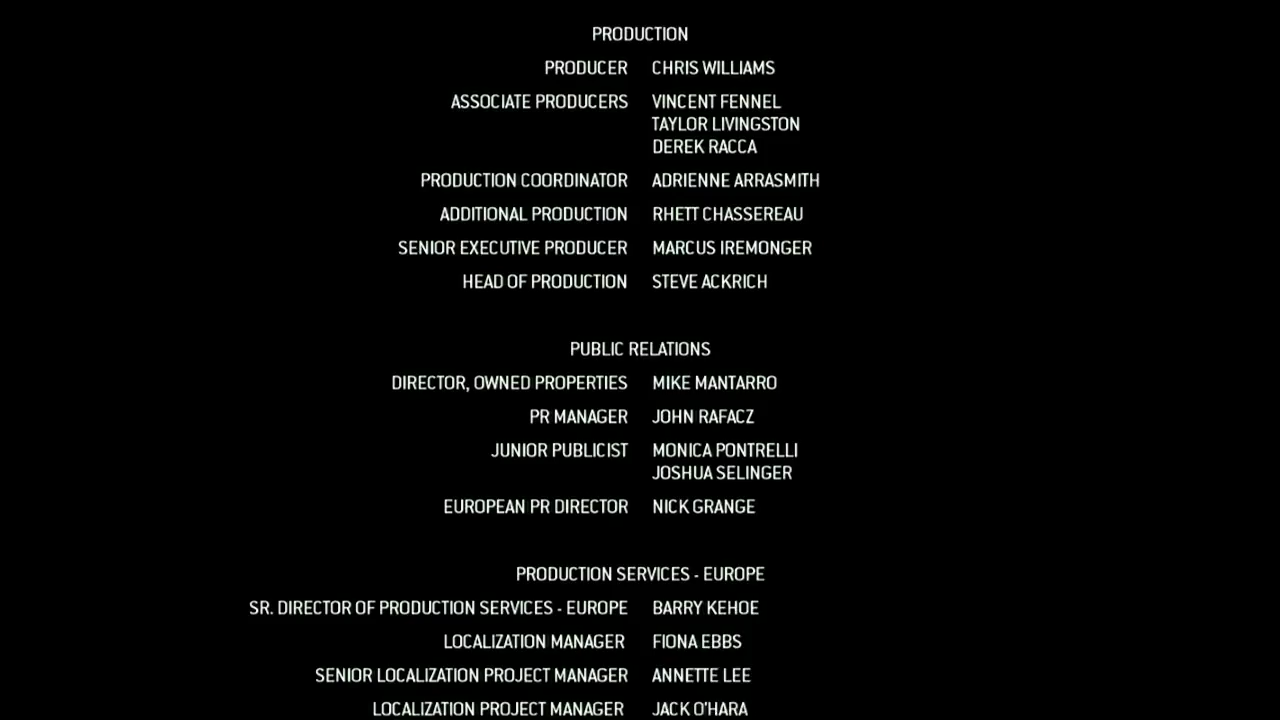 PRODUCTION
PRODUCER CHRIS WILLIAMS
ASSOCIATE PRODUCERS VINCENT FENNEL
TAYLOR LIVINGSTON
DEREK RACCA
PRODUCTION COORDINATOR ADRIENNE ARRASMITH
ADDITIONAL PRODUCTION RHETT CHASSEREAU
SENIOR EXECUTIVE PRODUCER MARCUS IREMONGER
HEAD OF PRODUCTION STEVE ACKRICH
PUBLIC RELATIONS
DIRECTOR, OWNED PROPERTIES MIKE MANTARRO
PR MANAGER JOHN RAFACZ
JUNIOR PUBLICIST MONICA PONTRELLI
JOSHUA SELINGER
EUROPEAN PR DIRECTOR NICK GRANGE
PRODUCTION SERVICES - EUROPE
SR. DIRECTOR OF PRODUCTION SERVICES - EUROPE BARRY KEHOE
LOCALIZATION MANAGER FIONA EBBS
SENIOR LOCALIZATION PROJECT MANAGER ANNETTE LEE
LOCALIZATION PROJECT MANAGER JACK O'HARA